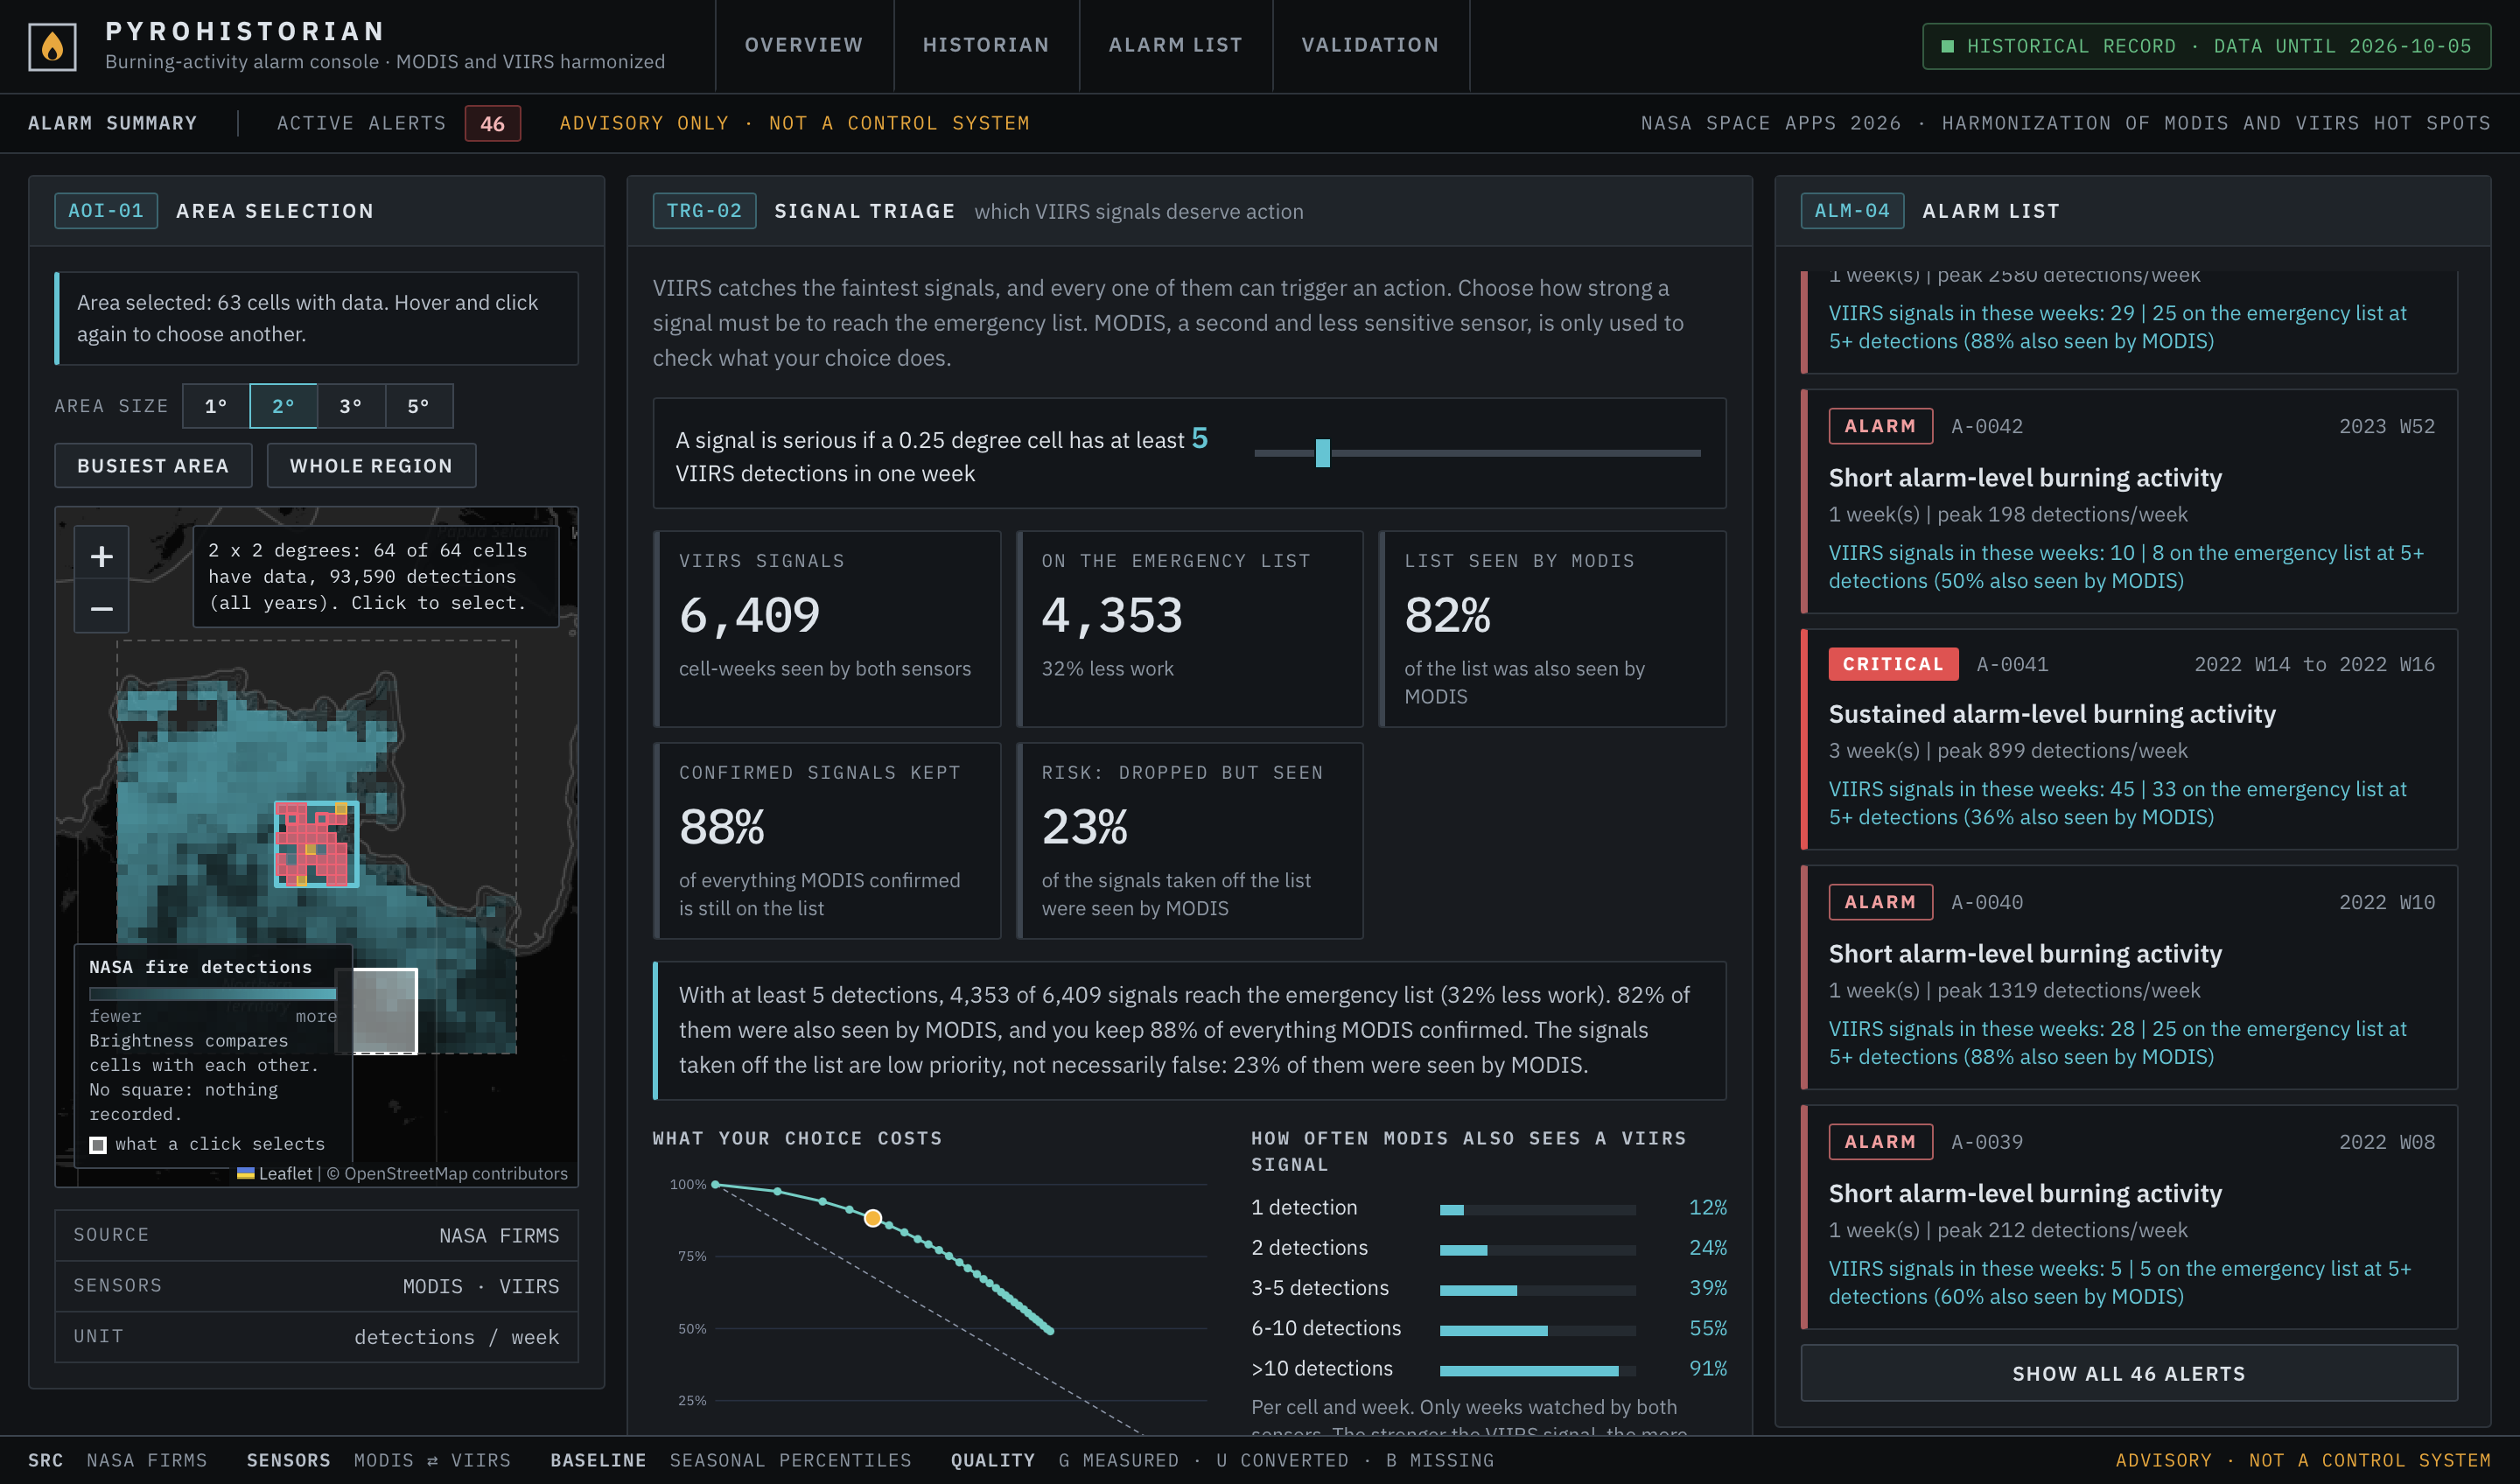 PYROHISTORIAN
Burning-activity alarm console · MODIS and VIIRS harmonized
OVERVIEW
HISTORIAN
ALARM LIST
VALIDATION
HISTORICAL RECORD · DATA UNTIL 2026-10-05
ALARM SUMMARY
ACTIVE ALERTS 46
ADVISORY ONLY · NOT A CONTROL SYSTEM
NASA SPACE APPS 2026 · HARMONIZATION OF MODIS AND VIIRS HOT SPOTS
AOI-01 AREA SELECTION
Area selected: 63 cells with data. Hover and click
again to choose another.
AREA SIZE 1° 2° 3° 5°
BUSIEST AREA WHOLE REGION
+
−
2 x 2 degrees: 64 of 64 cells
have data, 93,590 detections
(all years). Click to select.
NASA fire detections
fewer more
Brightness compares
cells with each other.
No square: nothing
recorded.
what a click selects
Leaflet | © OpenStreetMap contributors
SOURCE NASA FIRMS
SENSORS MODIS · VIIRS
UNIT detections / week
TRG-02 SIGNAL TRIAGE which VIIRS signals deserve action
VIIRS catches the faintest signals, and every one of them can trigger an action. Choose how strong a
signal must be to reach the emergency list. MODIS, a second and less sensitive sensor, is only used to
check what your choice does.
A signal is serious if a 0.25 degree cell has at least 5
VIIRS detections in one week
VIIRS SIGNALS
6,409
cell-weeks seen by both sensors
ON THE EMERGENCY LIST
4,353
32% less work
LIST SEEN BY MODIS
82%
of the list was also seen by
MODIS
CONFIRMED SIGNALS KEPT
88%
of everything MODIS confirmed
is still on the list
RISK: DROPPED BUT SEEN
23%
of the signals taken off the list
were seen by MODIS
With at least 5 detections, 4,353 of 6,409 signals reach the emergency list (32% less work). 82% of
them were also seen by MODIS, and you keep 88% of everything MODIS confirmed. The signals
taken off the list are low priority, not necessarily false: 23% of them were seen by MODIS.
WHAT YOUR CHOICE COSTS
100%
75%
50%
25%
HOW OFTEN MODIS ALSO SEES A VIIRS
SIGNAL
1 detection 12%
2 detections 24%
3-5 detections 39%
6-10 detections 55%
>10 detections 91%
Per cell and week. Only weeks watched by both
sensors. The stronger the VIIRS signal, the more
ALM-04 ALARM LIST
1 week(s) | peak 2580 detections/week
VIIRS signals in these weeks: 29 | 25 on the emergency list at
5+ detections (88% also seen by MODIS)
ALARM A-0042 2023 W52
Short alarm-level burning activity
1 week(s) | peak 198 detections/week
VIIRS signals in these weeks: 10 | 8 on the emergency list at 5+
detections (50% also seen by MODIS)
CRITICAL A-0041 2022 W14 to 2022 W16
Sustained alarm-level burning activity
3 week(s) | peak 899 detections/week
VIIRS signals in these weeks: 45 | 33 on the emergency list at
5+ detections (36% also seen by MODIS)
ALARM A-0040 2022 W10
Short alarm-level burning activity
1 week(s) | peak 1319 detections/week
VIIRS signals in these weeks: 28 | 25 on the emergency list at
5+ detections (88% also seen by MODIS)
ALARM A-0039 2022 W08
Short alarm-level burning activity
1 week(s) | peak 212 detections/week
VIIRS signals in these weeks: 5 | 5 on the emergency list at 5+
detections (60% also seen by MODIS)
SHOW ALL 46 ALERTS
SRC NASA FIRMS SENSORS MODIS ⇄ VIIRS BASELINE SEASONAL PERCENTILES QUALITY G MEASURED · U CONVERTED · B MISSING
ADVISORY · NOT A CONTROL SYSTEM